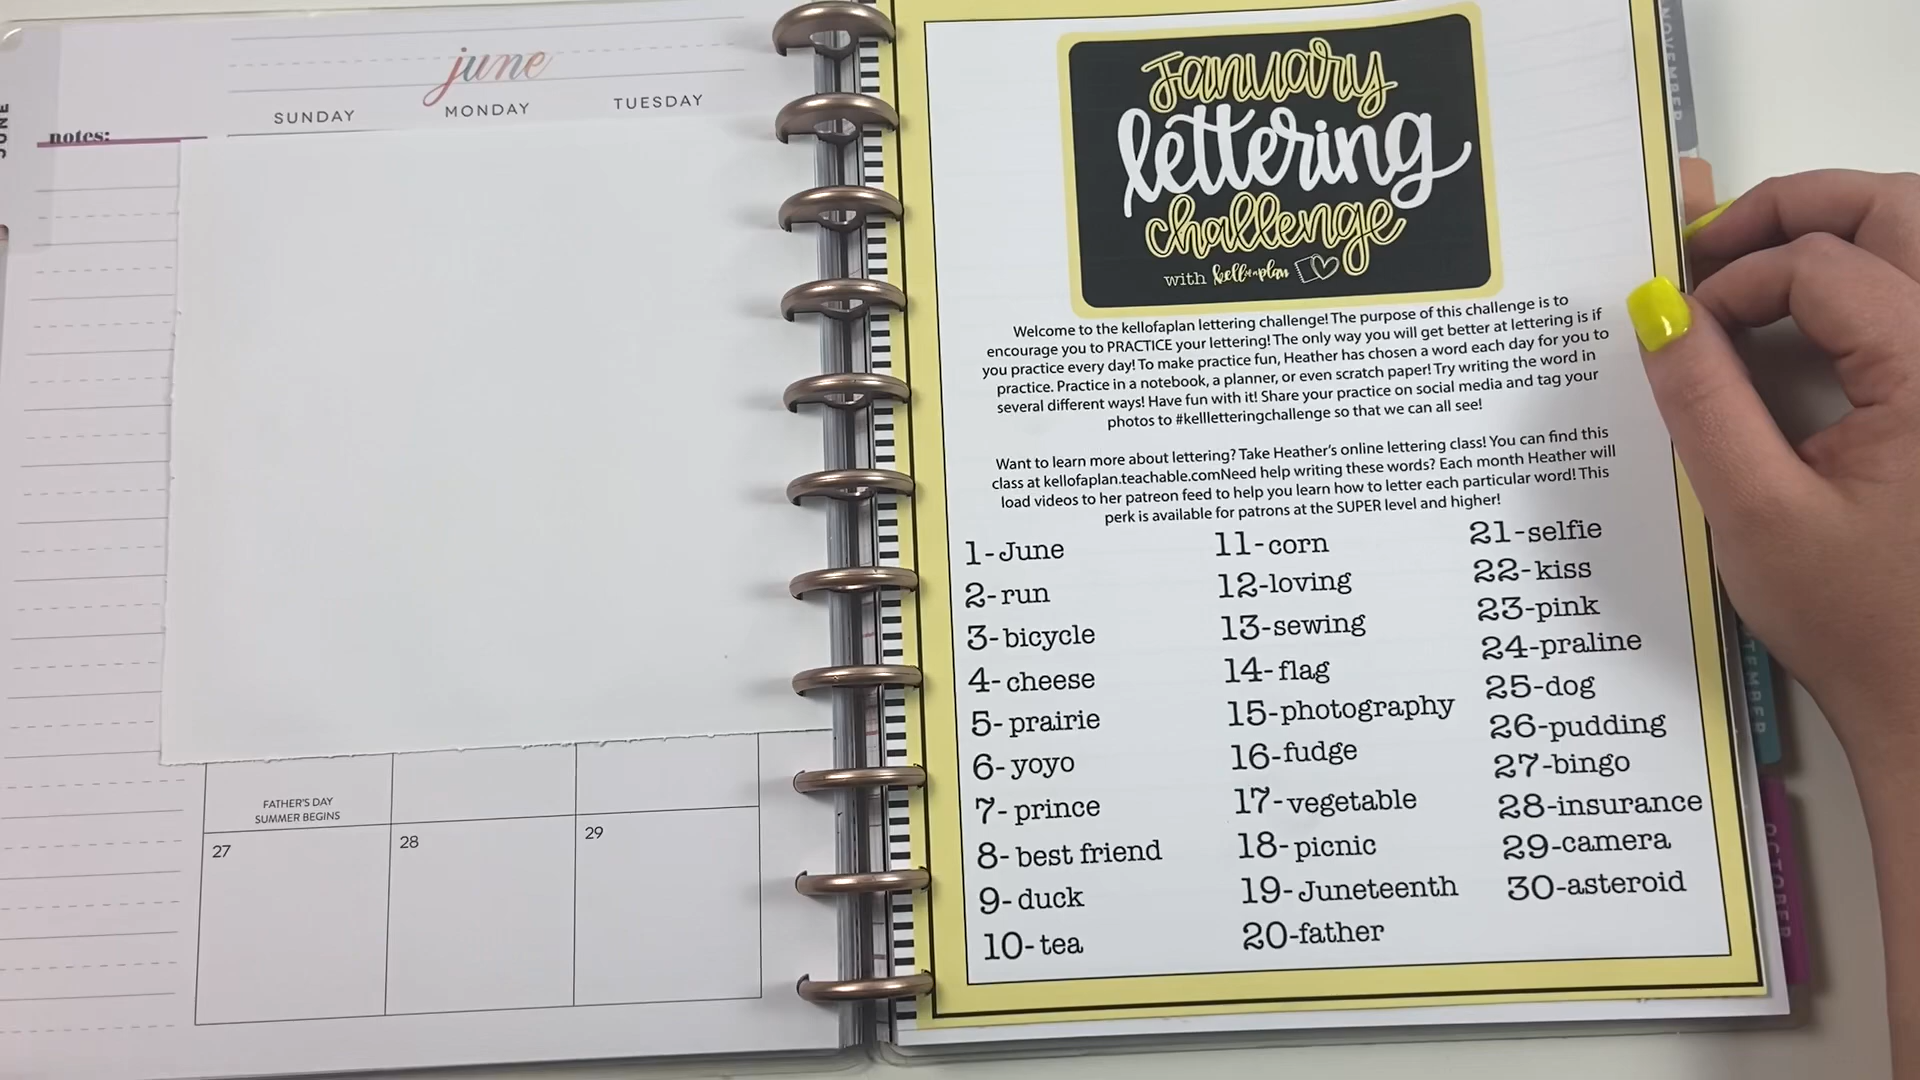 june
SUNDAY MONDAY TUESDAY
JUNE
notes:
FATHER'S DAY
SUMMER BEGINS
27 28 29
January
lettering
challenge
with kell of a plan
Welcome to the kellofaplan lettering challenge! The purpose of this challenge is to
encourage you to PRACTICE your lettering! The only way you will get better at lettering is if
you practice every day! To make practice fun, Heather has chosen a word each day for you to
practice. Practice in a notebook, a planner, or even scratch paper! Try writing the word in
several different ways! Have fun with it! Share your practice on social media and tag your
photos to #kellletteringchallenge so that we can all see!
Want to learn more about lettering? Take Heather's online lettering class! You can find this
class at kellofaplan.teachable.comNeed help writing these words? Each month Heather will
load videos to her patreon feed to help you learn how to letter each particular word! This
perk is available for patrons at the SUPER level and higher!
1-June
2-run
3-bicycle
4-cheese
5-prairie
6-yoyo
7-prince
8-best friend
9-duck
10-tea
11-corn
12-loving
13-sewing
14-flag
15-photography
16-fudge
17-vegetable
18-picnic
19-Juneteenth
20-father
21-selfie
22-kiss
23-pink
24-praline
25-dog
26-pudding
27-bingo
28-insurance
29-camera
30-asteroid
NOVEMBER
TEMBER
OCTOBER